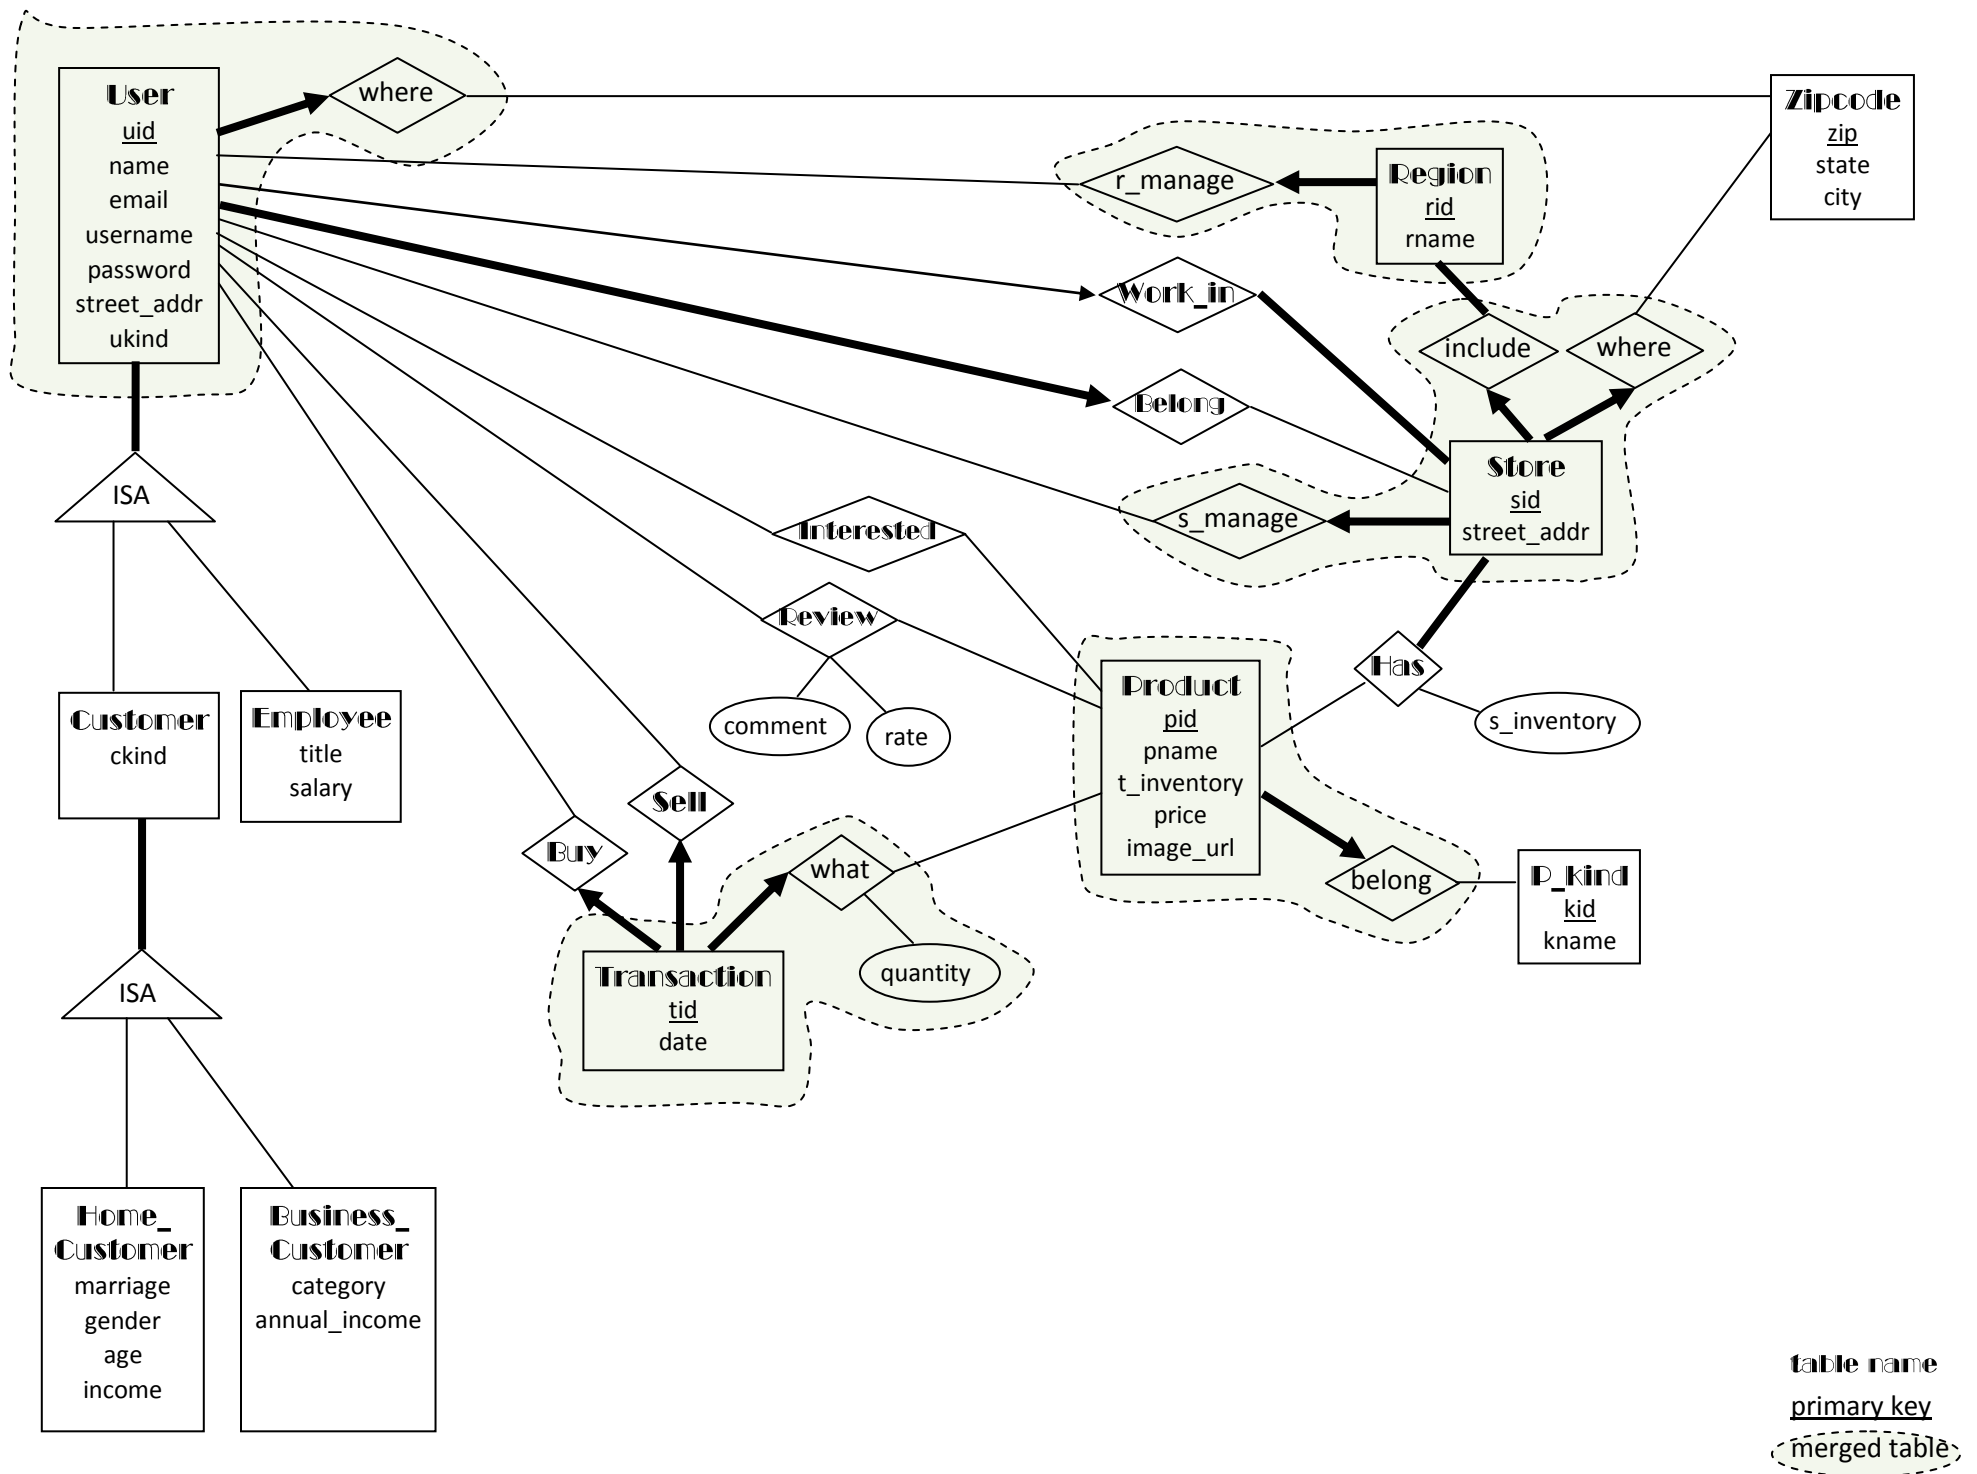 User
uid
name
email
username
password
street_addr
ukind
where
Zipcode
zip
state
city
r_manage
Region
rid
rname
Work_in
include
where
Belong
Store
sid
street_addr
s_manage
ISA
Interested
Review
comment
rate
Has
s_inventory
Customer
ckind
Employee
title
salary
Product
pid
pname
t_inventory
price
image_url
Sell
Buy
what
quantity
belong
P_kind
kid
kname
Transaction
tid
date
ISA
Home_
Customer
marriage
gender
age
income
Business_
Customer
category
annual_income
table name
primary key
merged table